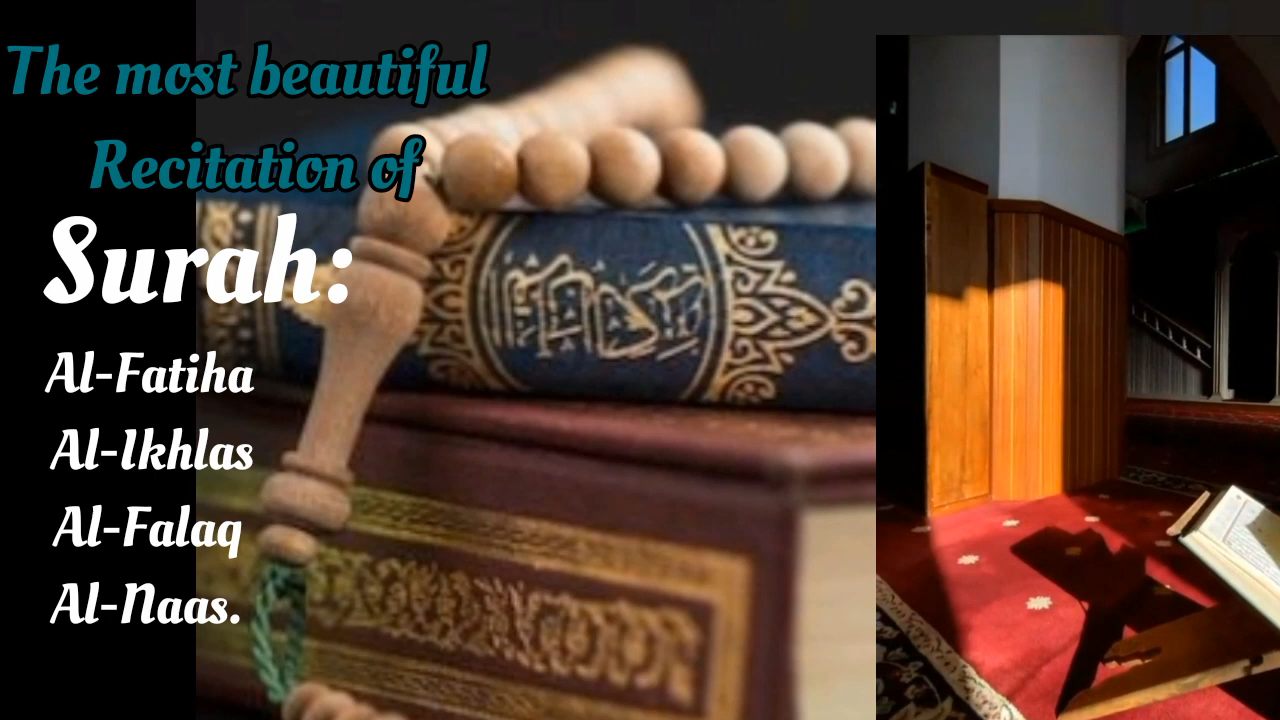 The most beautiful
Recitation of
Surah:
Al-Fatiha
Al-Ikhlas
Al-Falaq
Al-Naas.